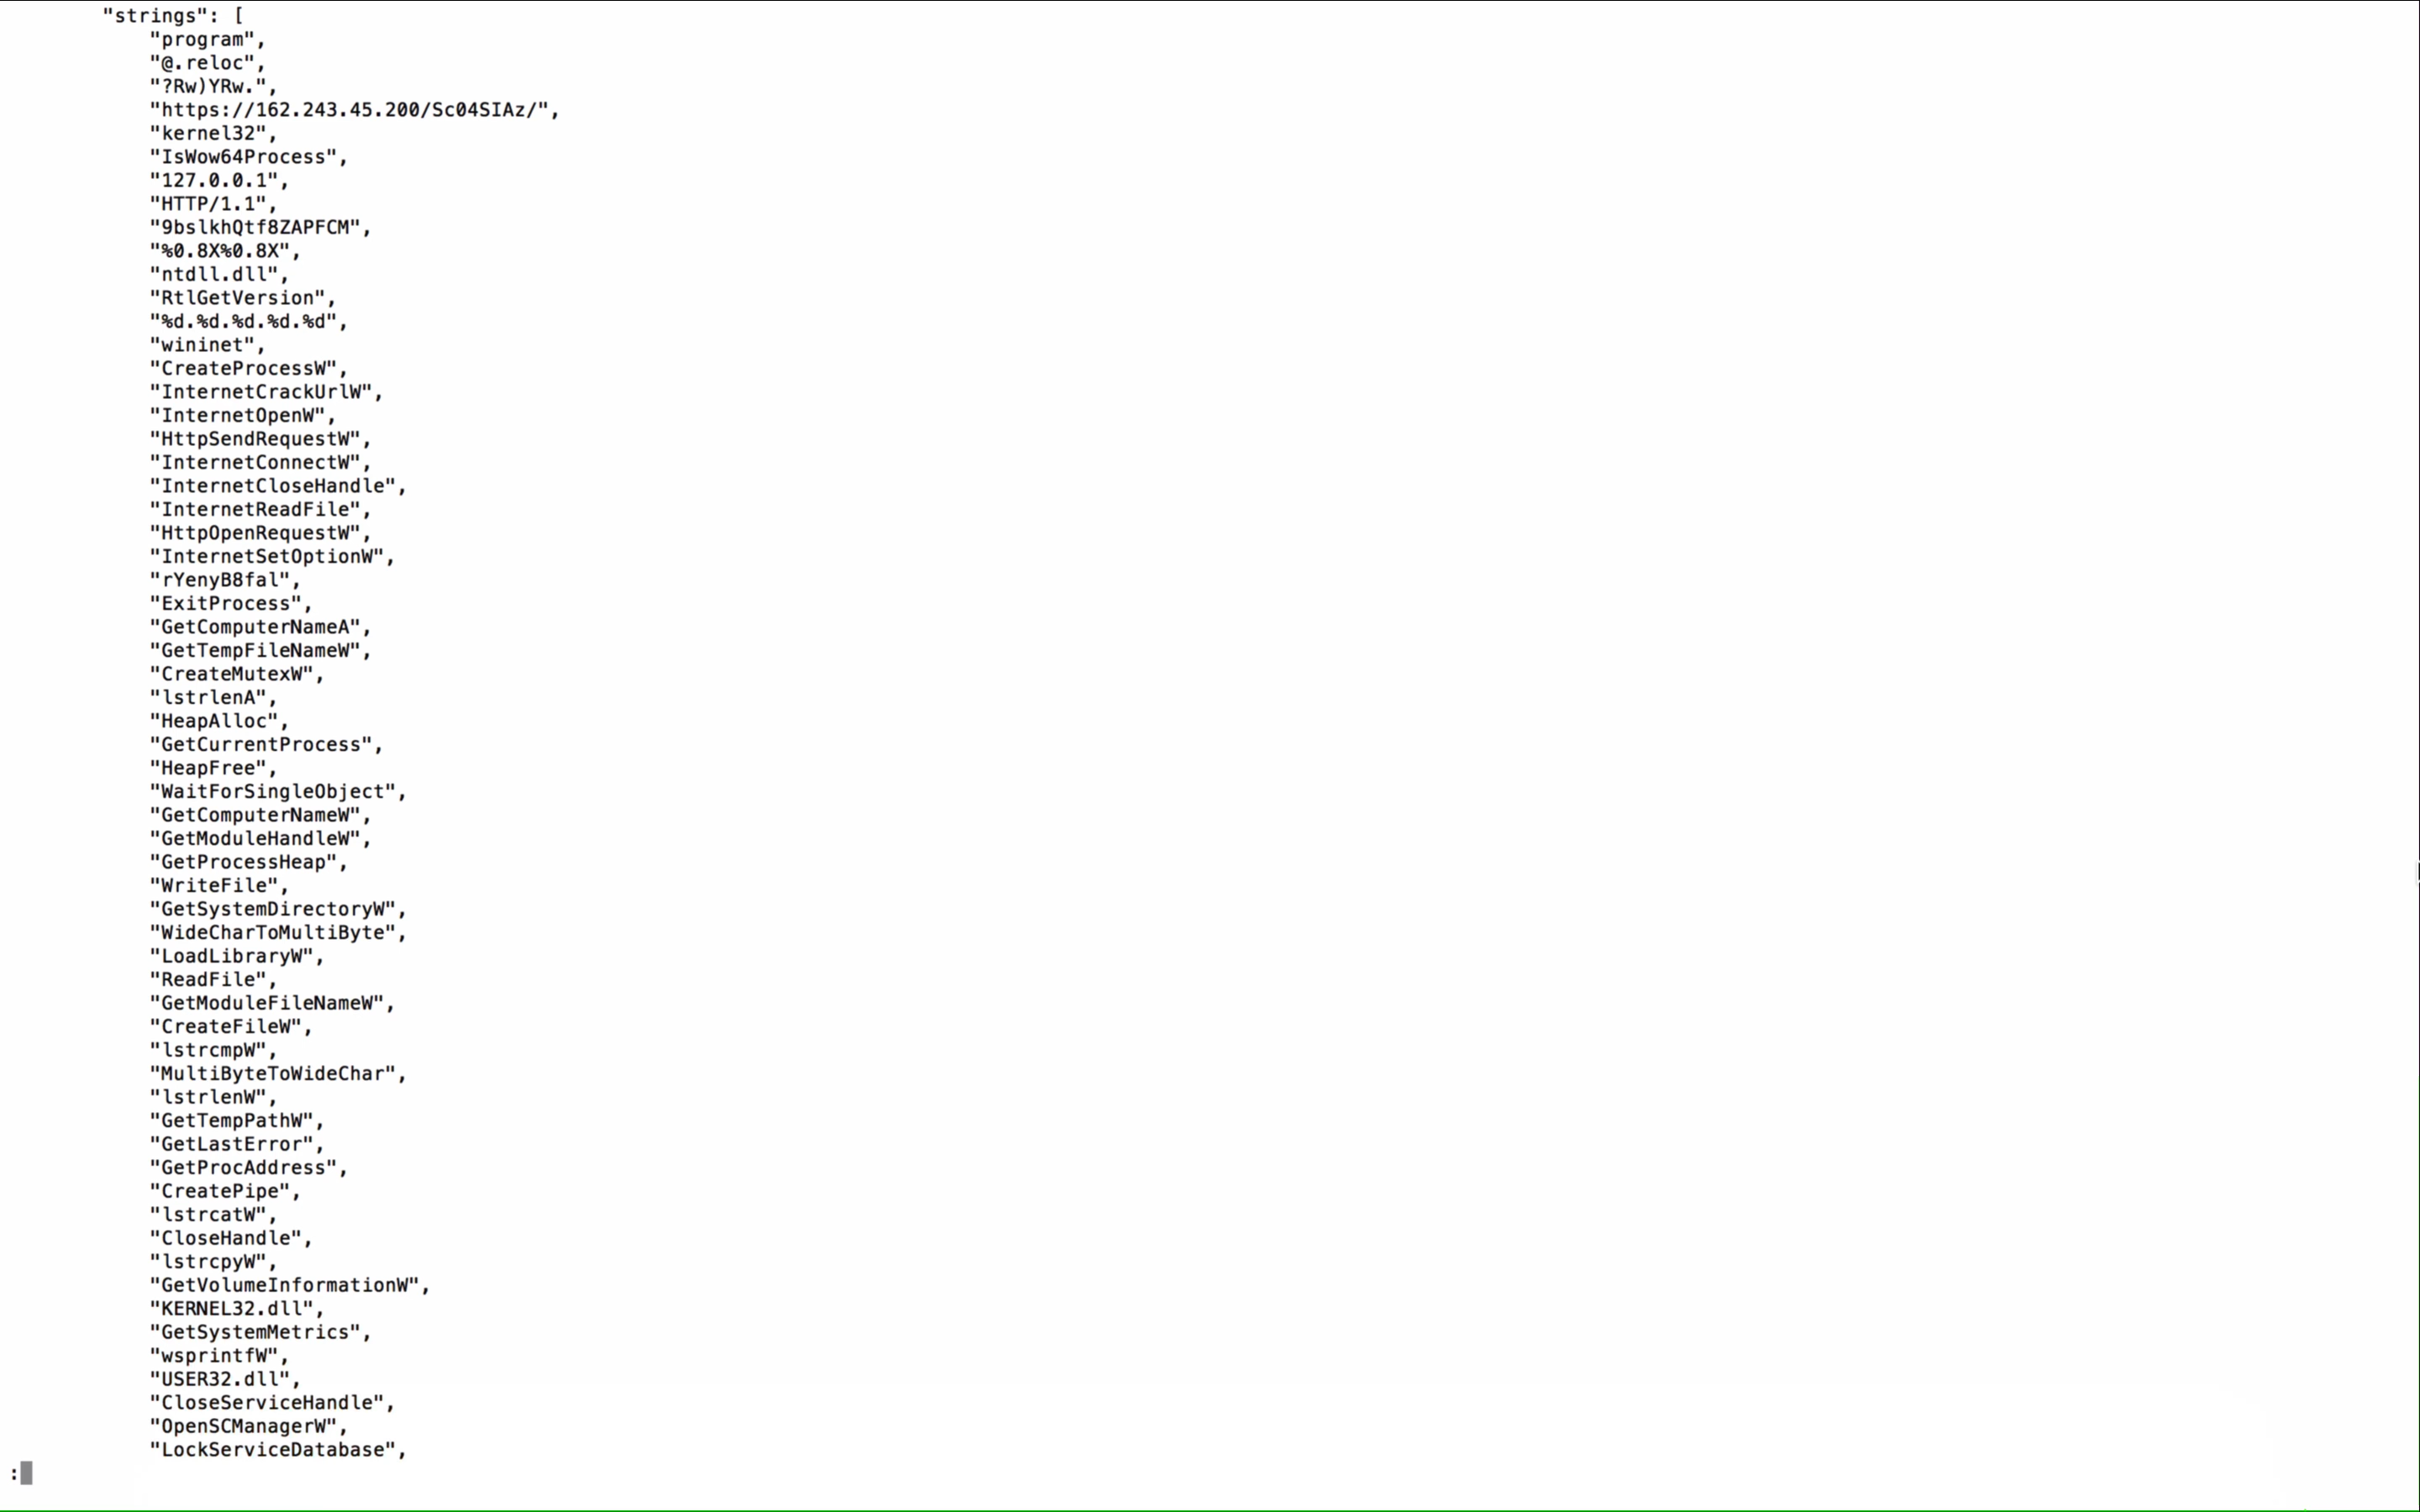 "strings": [
"program",
"@.reloc",
"?Rw)YRw.",
"https://162.243.45.200/Sc04SIAz/",
"kernel32",
"IsWow64Process",
"127.0.0.1",
"HTTP/1.1",
"9bslkhQtf8ZAPFCM",
"%0.8X%0.8X",
"ntdll.dll",
"RtlGetVersion",
"%d.%d.%d.%d.%d",
"wininet",
"CreateProcessW",
"InternetCrackUrlW",
"InternetOpenW",
"HttpSendRequestW",
"InternetConnectW",
"InternetCloseHandle",
"InternetReadFile",
"HttpOpenRequestW",
"InternetSetOptionW",
"rYenyB8fal",
"ExitProcess",
"GetComputerNameA",
"GetTempFileNameW",
"CreateMutexW",
"lstrlenA",
"HeapAlloc",
"GetCurrentProcess",
"HeapFree",
"WaitForSingleObject",
"GetComputerNameW",
"GetModuleHandleW",
"GetProcessHeap",
"WriteFile",
"GetSystemDirectoryW",
"WideCharToMultiByte",
"LoadLibraryW",
"ReadFile",
"GetModuleFileNameW",
"CreateFileW",
"lstrcmpW",
"MultiByteToWideChar",
"lstrlenW",
"GetTempPathW",
"GetLastError",
"GetProcAddress",
"CreatePipe",
"lstrcatW",
"CloseHandle",
"lstrcpyW",
"GetVolumeInformationW",
"KERNEL32.dll",
"GetSystemMetrics",
"wsprintfW",
"USER32.dll",
"CloseServiceHandle",
"OpenSCManagerW",
"LockServiceDatabase",
: